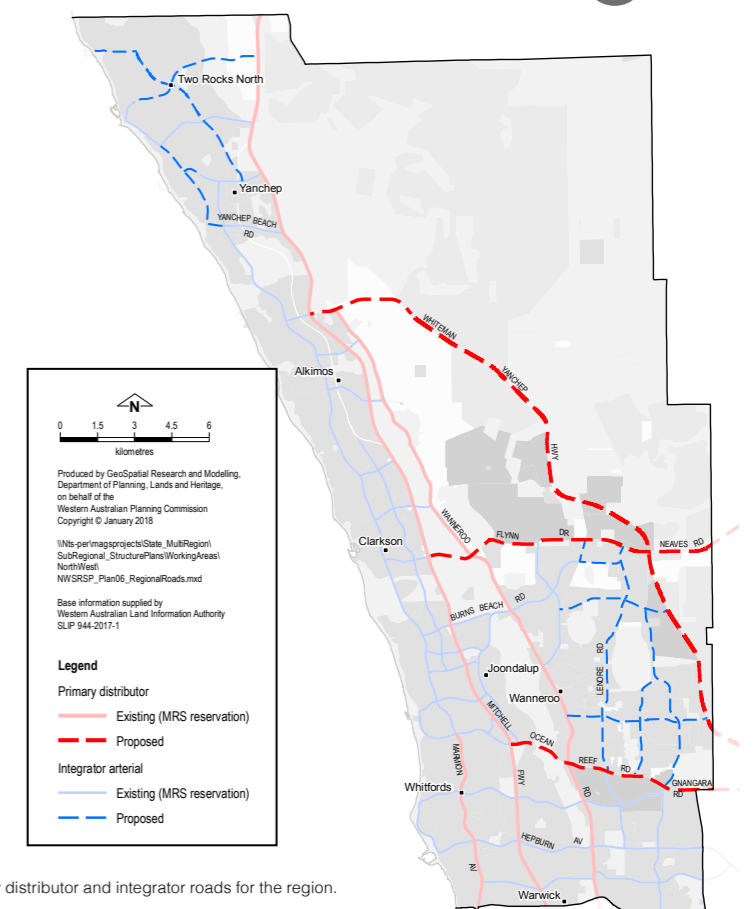 Two Rocks North
Yanchep
YANCHEP BEACH
RD
WHITEMAN
YANCHEP
HWY
Alkimos
N
0 1.5 3 4.5 6
kilometres
Produced by GeoSpatial Research and Modelling,
Department of Planning, Lands and Heritage,
on behalf of the
Western Australian Planning Commission
Copyright © January 2018
\\Nts-per\magsprojects\State_MultiRegion\
SubRegional_StructurePlans\WorkingAreas\
NorthWest\
NWSRSP_Plan06_RegionalRoads.mxd
Base information supplied by
Western Australian Land Information Authority
SLIP 944-2017-1
Legend
Primary distributor
Existing (MRS reservation)
Proposed
Integrator arterial
Existing (MRS reservation)
Proposed
WANNEROO
FLYNN DR
NEAVES RD
Clarkson
BURNS BEACH RD
LENORE RD
Joondalup
Wanneroo
MITCHELL
OCEAN
REEF
RD
GNANGARA
RD
MARMION
FWY
RD
Whitfords
HEPBURN AV
AV
Warwick
distributor and integrator roads for the region.